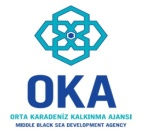 OKA
ORTA KARADENİZ KALKINMA AJANSI
MIDDLE BLACK SEA DEVELOPMENT AGENCY